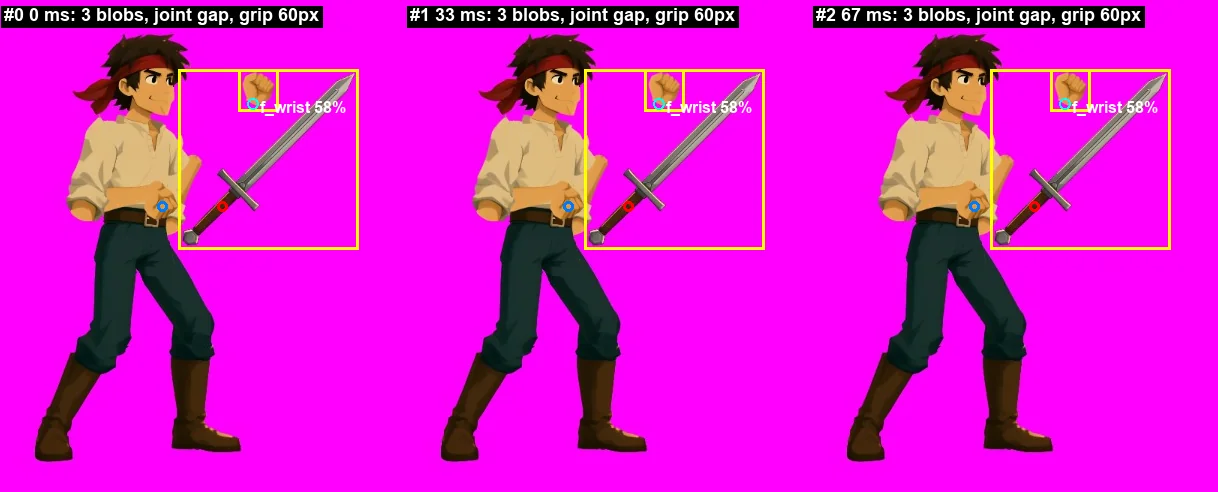 #0 0 ms: 3 blobs, joint gap, grip 60px
#1 33 ms: 3 blobs, joint gap, grip 60px
#2 67 ms: 3 blobs, joint gap, grip 60px
f_wrist 58%
f_wrist 58%
f_wrist 58%